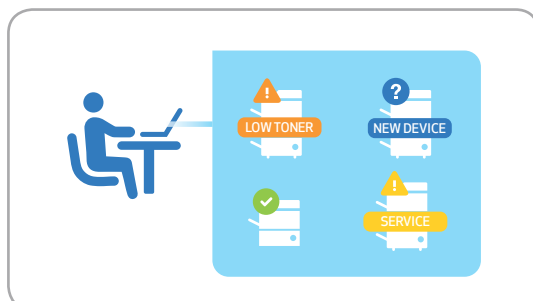 !
?
LOW TONER
NEW DEVICE
!
SERVICE